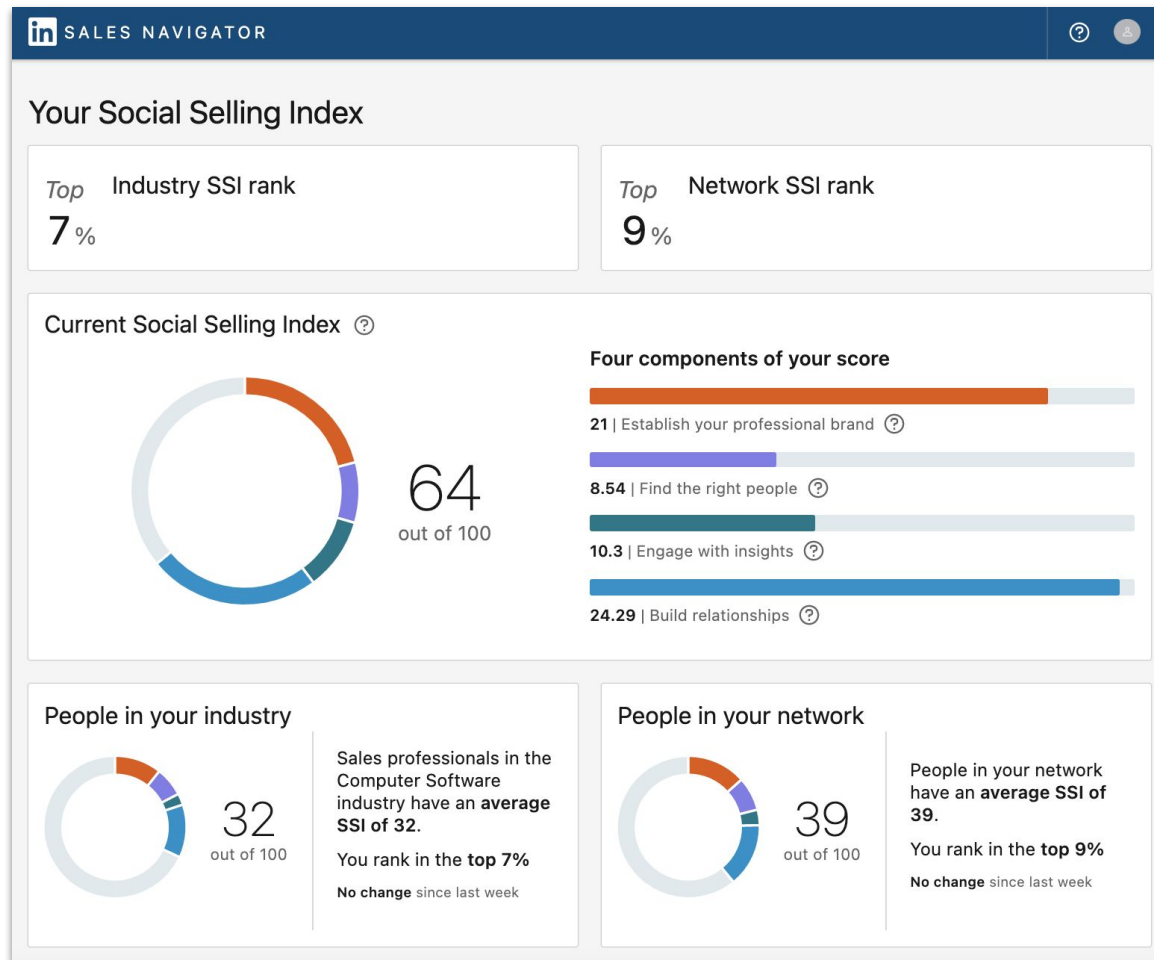 in SALES NAVIGATOR
?
Your Social Selling Index
Top
7 %
Industry SSI rank
Top
9 %
Network SSI rank
Current Social Selling Index ?
64
out of 100
Four components of your score
21 | Establish your professional brand ?
8.54 | Find the right people ?
10.3 | Engage with insights ?
24.29 | Build relationships ?
People in your industry
32
out of 100
Sales professionals in the
Computer Software
industry have an average
SSI of 32.
You rank in the top 7%
No change since last week
People in your network
39
out of 100
People in your network
have an average SSI of
39.
You rank in the top 9%
No change since last week